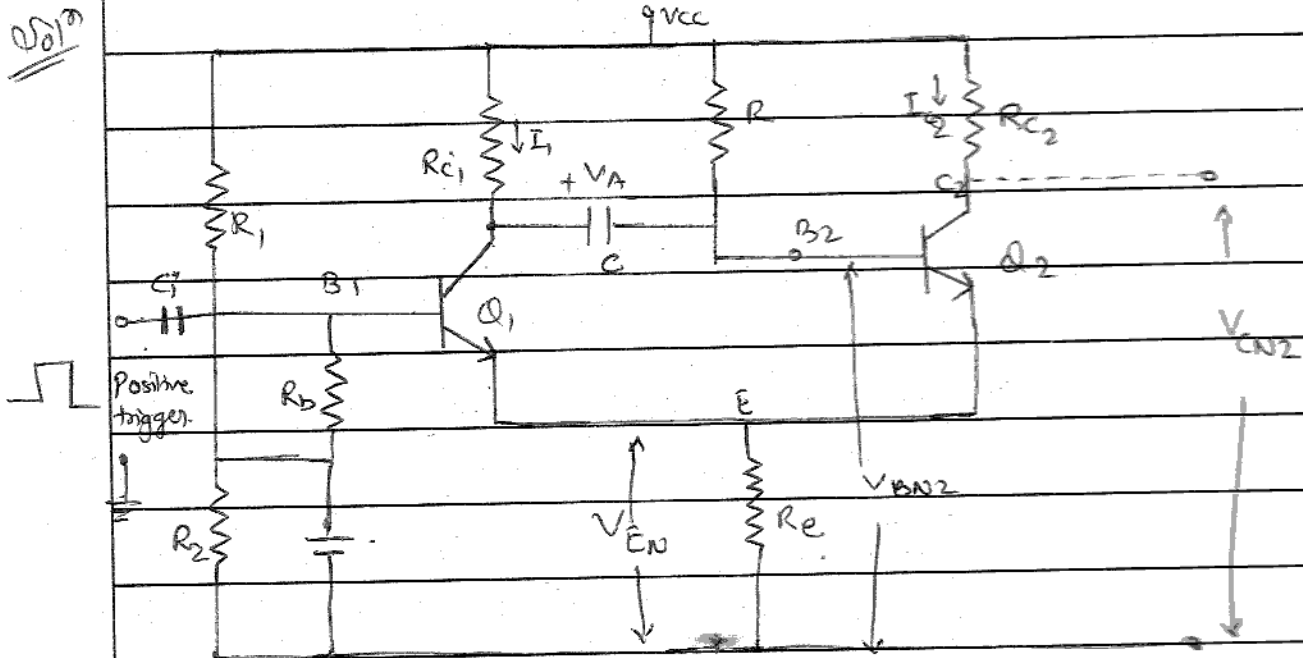 Soln
VCC
R
I2
RC2
RC1
I1
+ VA
C2
R1
C
B2
Q2
C1
B1
Q1
VCN2
Positive
trigger
Rb
E
VBN2
R2
VEN
Re